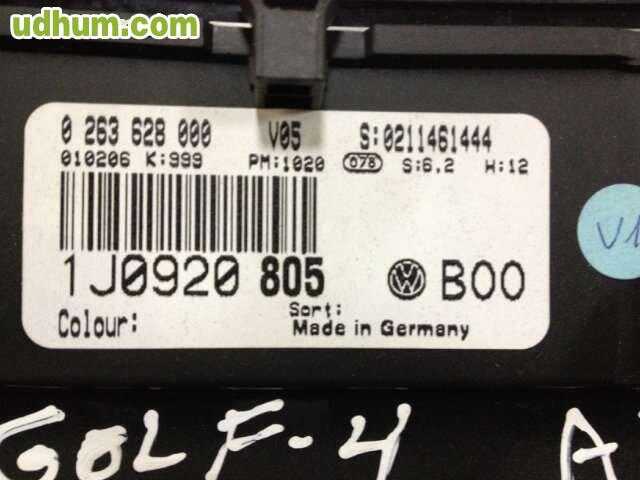 udhum.com
0 263 628 000 V05 S:0211461444
010206 K:999 PM:1020 078 S:6.2 H:12
1J0920 805 VW B00
Sort:
Colour: Made in Germany
V1
GOLF-4 A